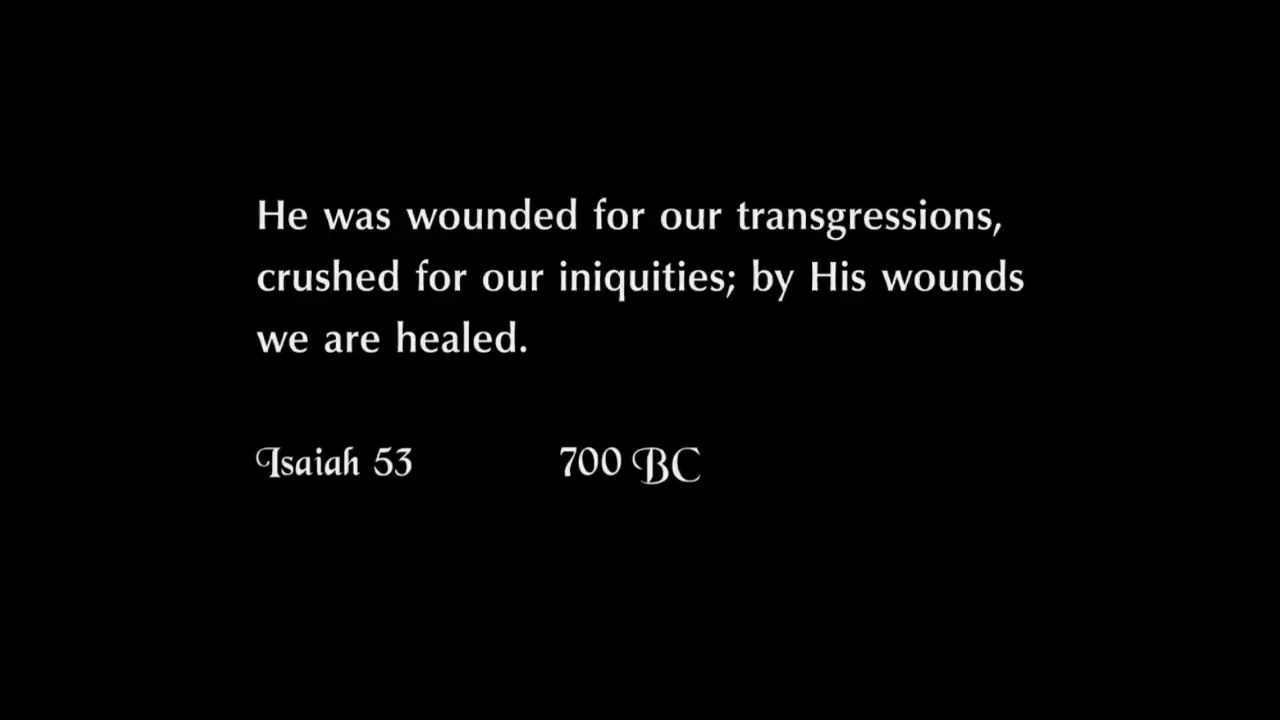 He was wounded for our transgressions,
crushed for our iniquities; by His wounds
we are healed.
Isaiah 53 700 BC